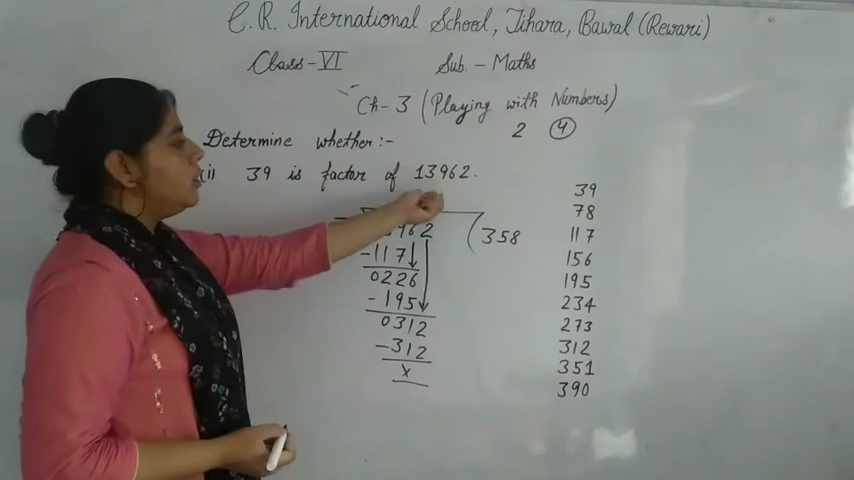 C. R. International School, Jihara, Bawal (Rewari)
Class - VI Sub. - Maths
Ch- 3 (Playing with Numbers)
2 4
Determine whether :-
(i) 39 is factor of 13962.
3962 (358
-117
0226
-195
0312
-312
x
39
78
117
156
195
234
273
312
351
390